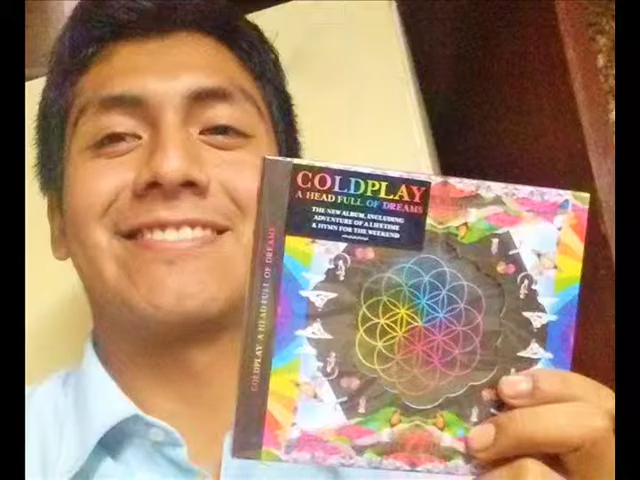 COLDPLAY
A HEAD FULL OF DREAMS
THE NEW ALBUM, INCLUDING
ADVENTURE OF A LIFETIME
& HYMN FOR THE WEEKEND
COLDPLAY A HEAD FULL OF DREAMS